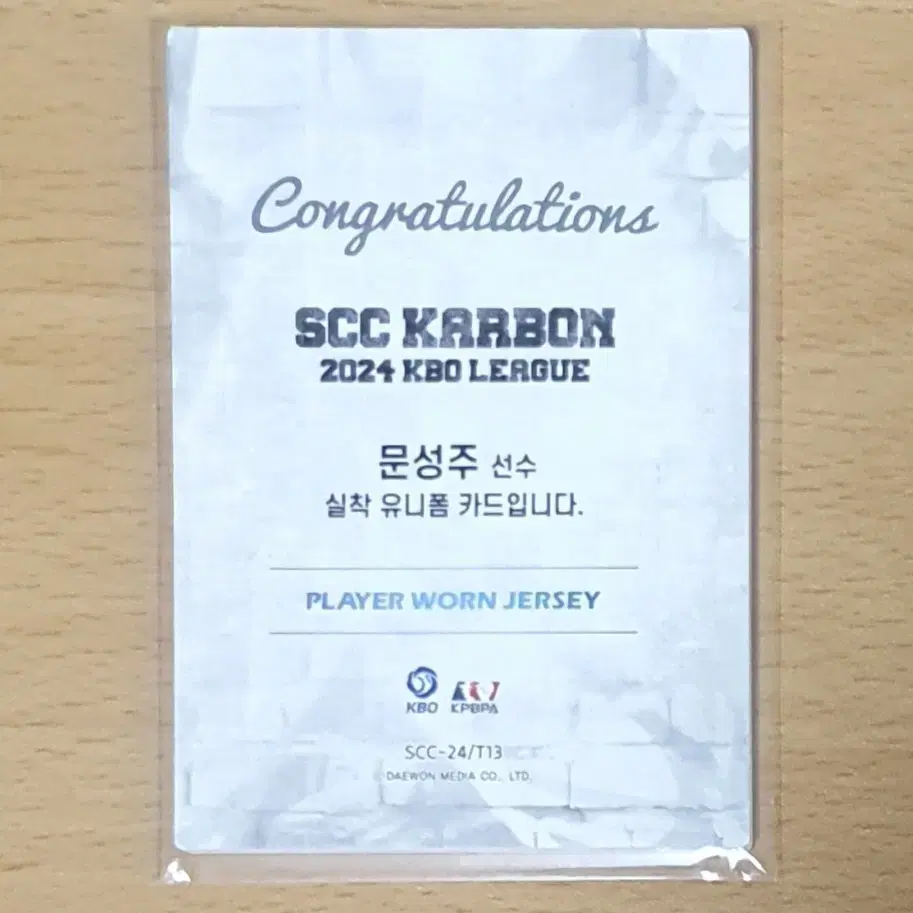 Congratulations
SCC KARBON
2024 KBO LEAGUE
문성주 선수
실착 유니폼 카드입니다.
PLAYER WORN JERSEY
KBO KPBPA
SCC-24/T13
DAEWON MEDIA CO., LTD.